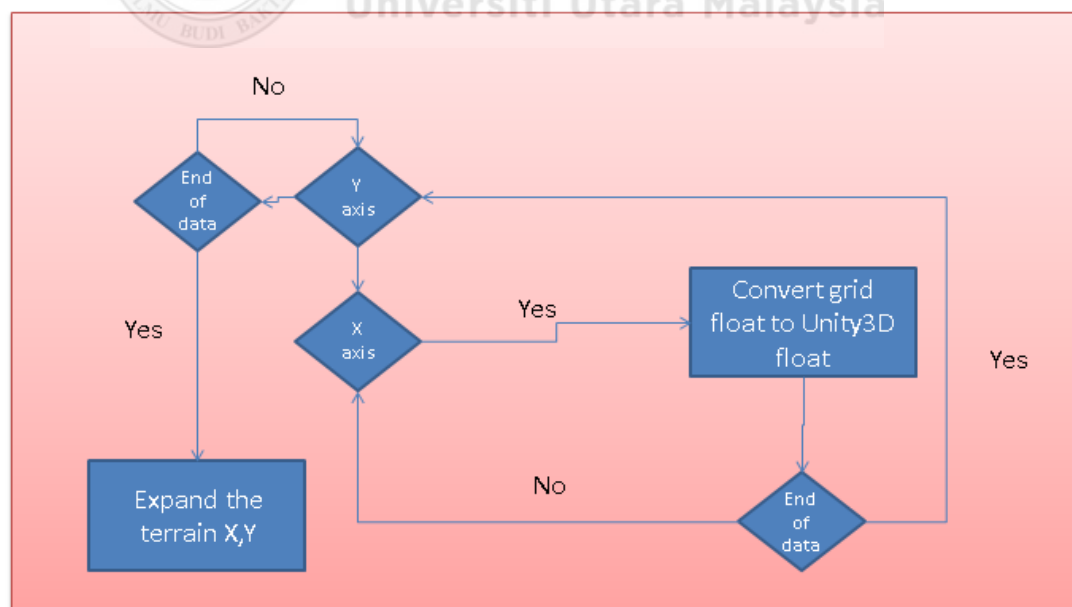 Universiti Utara Malaysia
BUDI BAKTI
No
End
of
data
Y
axis
X
axis
Yes
Yes
Convert grid
float to Unity3D
float
Yes
No
Expand the
terrain X,Y
End
of
data